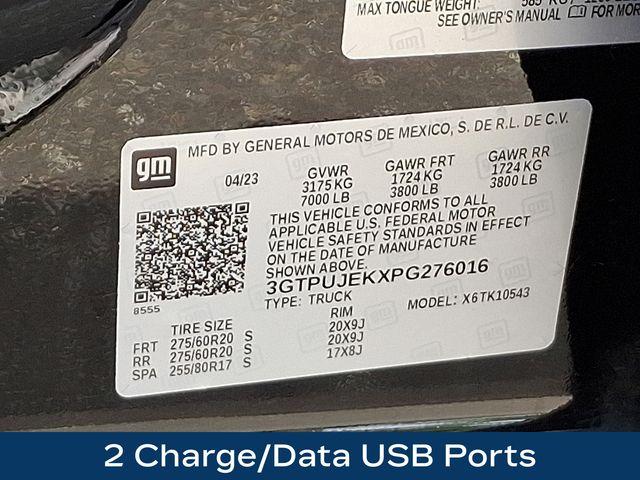 MAX TONGUE WEIGHT:
SEE OWNER'S MANUAL FOR MOR
gm
MFD BY GENERAL MOTORS DE MEXICO, S. DE R.L. DE C.V.
04/23 GVWR GAWR FRT GAWR RR
3175 KG 1724 KG 1724 KG
7000 LB 3800 LB 3800 LB
THIS VEHICLE CONFORMS TO ALL
APPLICABLE U.S. FEDERAL MOTOR
VEHICLE SAFETY STANDARDS IN EFFECT
ON THE DATE OF MANUFACTURE
SHOWN ABOVE.
3GTPUJEKXPG276016
8555 TYPE: TRUCK MODEL: X6TK10543
TIRE SIZE RIM
FRT 275/60R20 S 20X9J
RR 275/60R20 S 20X9J
SPA 255/80R17 S 17X8J
2 Charge/Data USB Ports